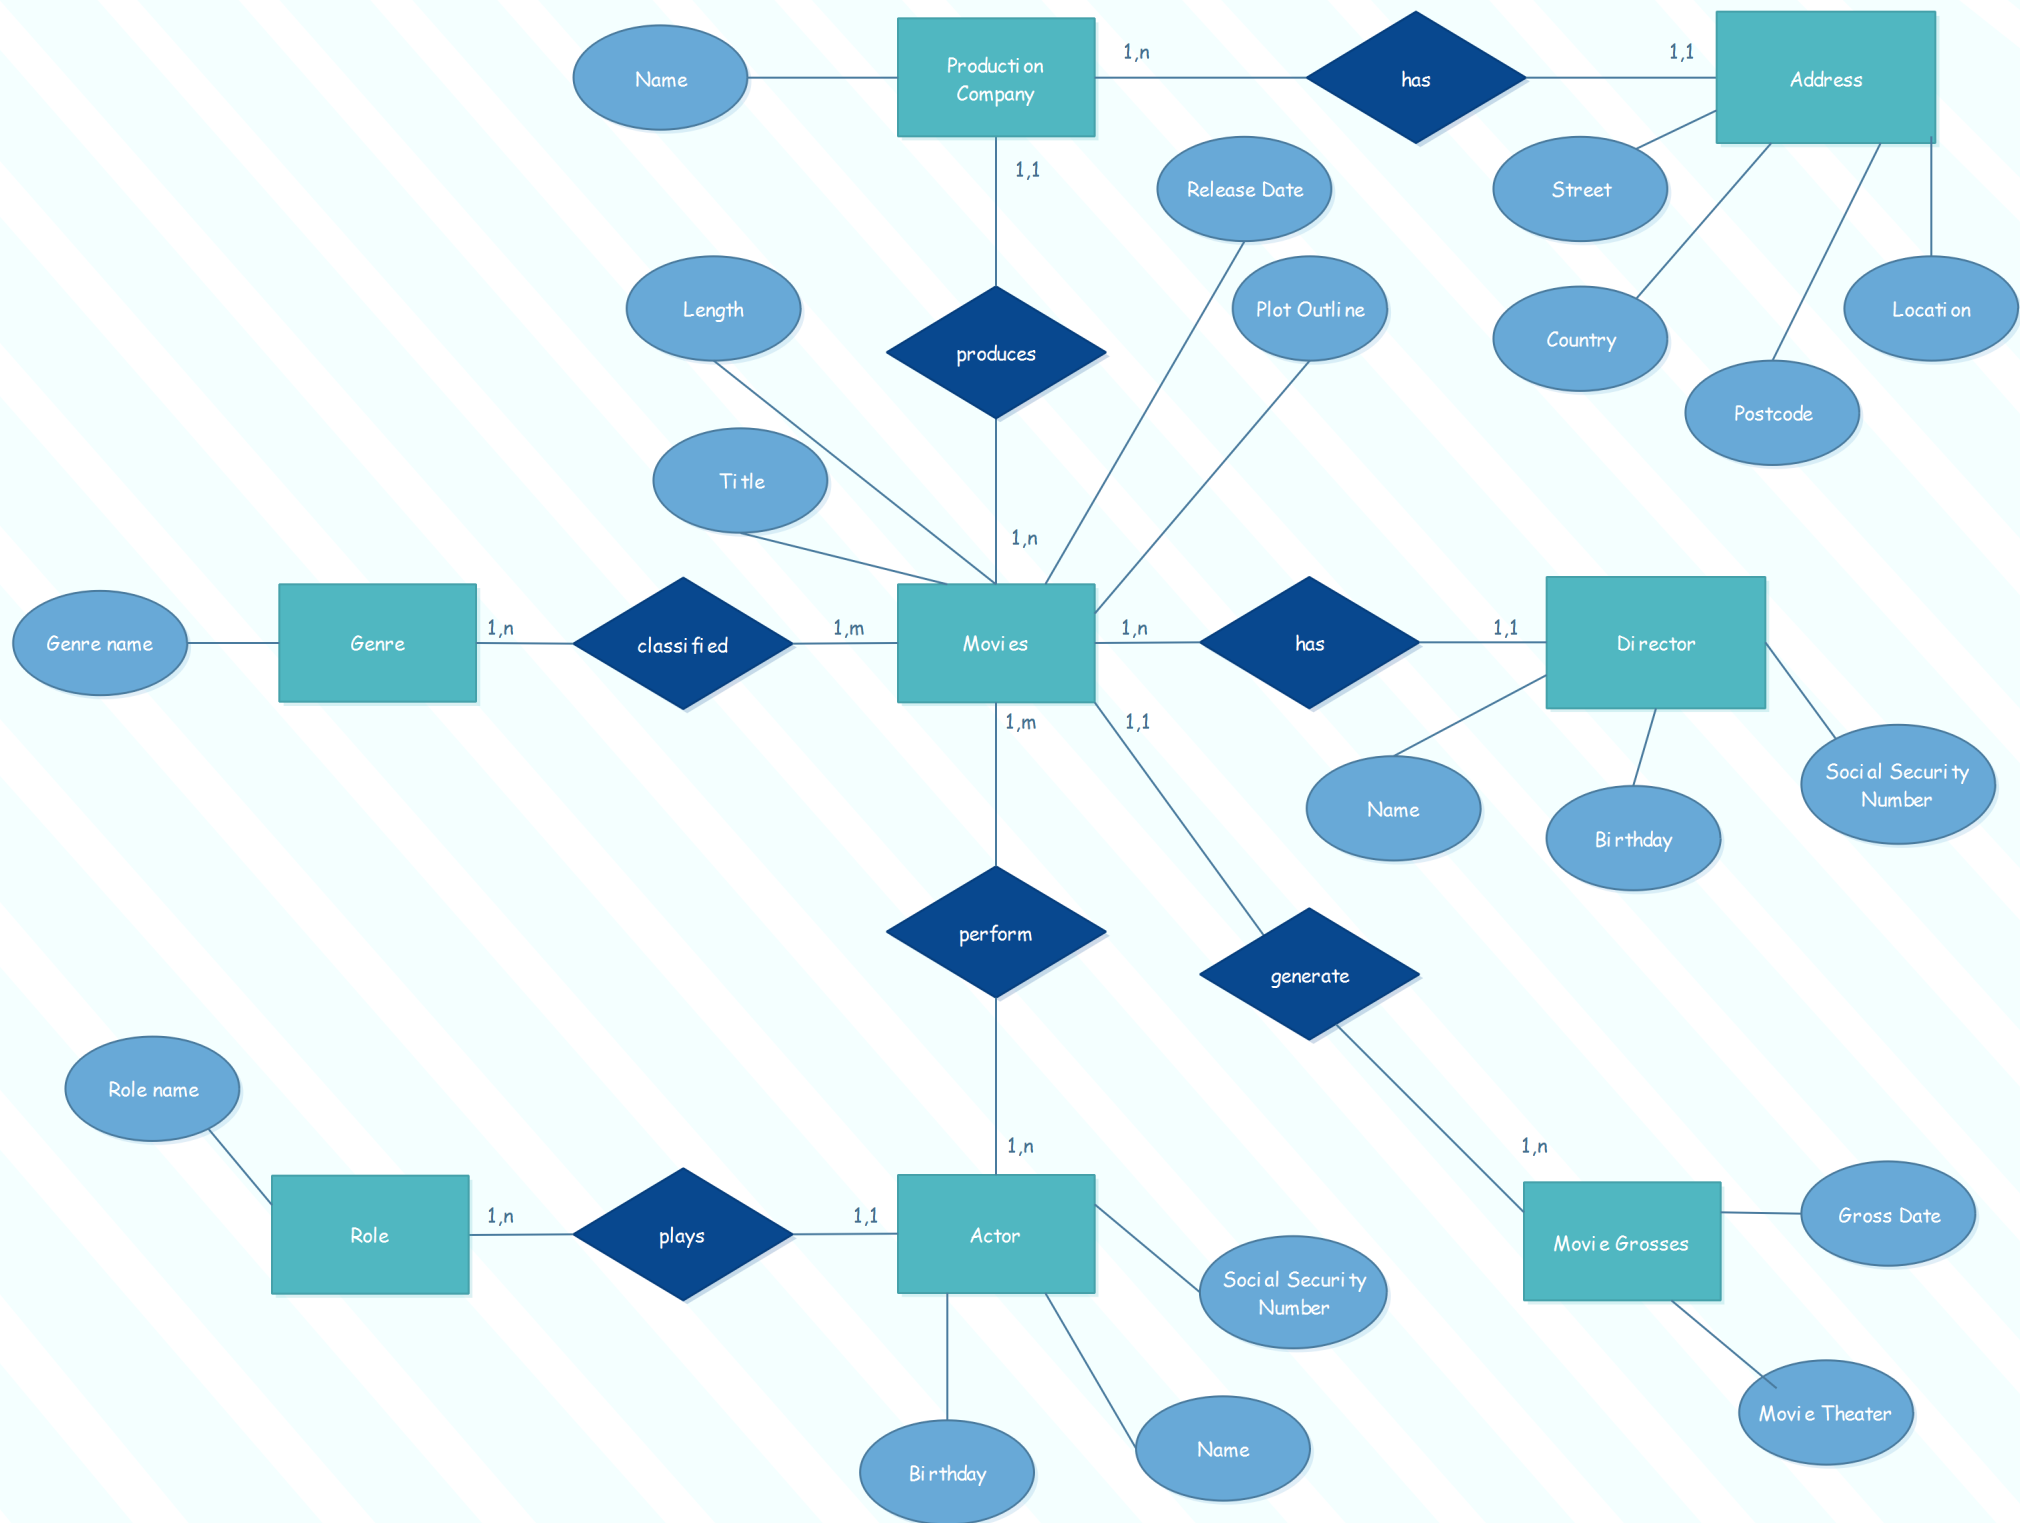 Name
Production
Company
1,n
has
1,1
Address
1,1
Release Date
Street
Length
Plot Outline
Country
Location
produces
Postcode
Title
1,n
Genre name
Genre
1,n
classified
1,m
Movies
1,n
has
1,1
Director
1,m
1,1
Name
Birthday
Social Security
Number
perform
generate
Role name
1,n
1,n
Role
1,n
plays
1,1
Actor
Social Security
Number
Movie Grosses
Gross Date
Movie Theater
Birthday
Name